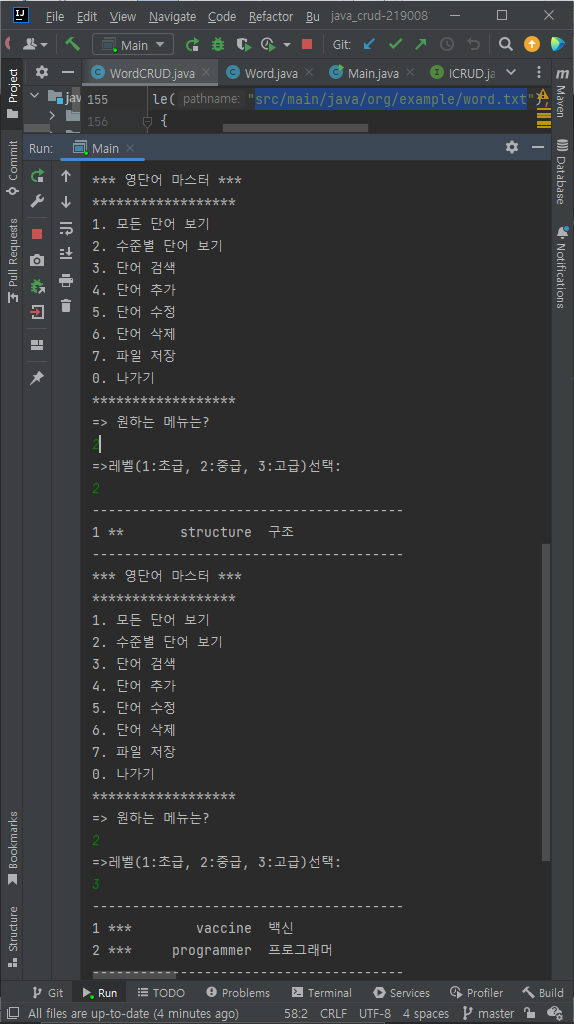 File Edit View Navigate Code Refactor Bu java_crud-219008
Main Git:
Project WordCRUD.java Word.java Main.java ICRUD.ja
155 le( pathname: "src/main/java/org/example/word.txt")
156 {
Run: Main
*** 영단어 마스터 ***
******************
1. 모든 단어 보기
2. 수준별 단어 보기
3. 단어 검색
4. 단어 추가
5. 단어 수정
6. 단어 삭제
7. 파일 저장
0. 나가기
******************
=> 원하는 메뉴는?
2
=>레벨(1:초급, 2:중급, 3:고급)선택:
2
---------------------------------------
1 ** structure 구조
---------------------------------------
*** 영단어 마스터 ***
******************
1. 모든 단어 보기
2. 수준별 단어 보기
3. 단어 검색
4. 단어 추가
5. 단어 수정
6. 단어 삭제
7. 파일 저장
0. 나가기
******************
=> 원하는 메뉴는?
2
=>레벨(1:초급, 2:중급, 3:고급)선택:
3
---------------------------------------
1 *** vaccine 백신
2 *** programmer 프로그래머
---------------------------------------
Commit
Pull Requests
Bookmarks
Structure
Maven
Database
Notifications
Git Run TODO Problems Terminal Services Profiler Build
All files are up-to-date (4 minutes ago) 58:2 CRLF UTF-8 4 spaces master